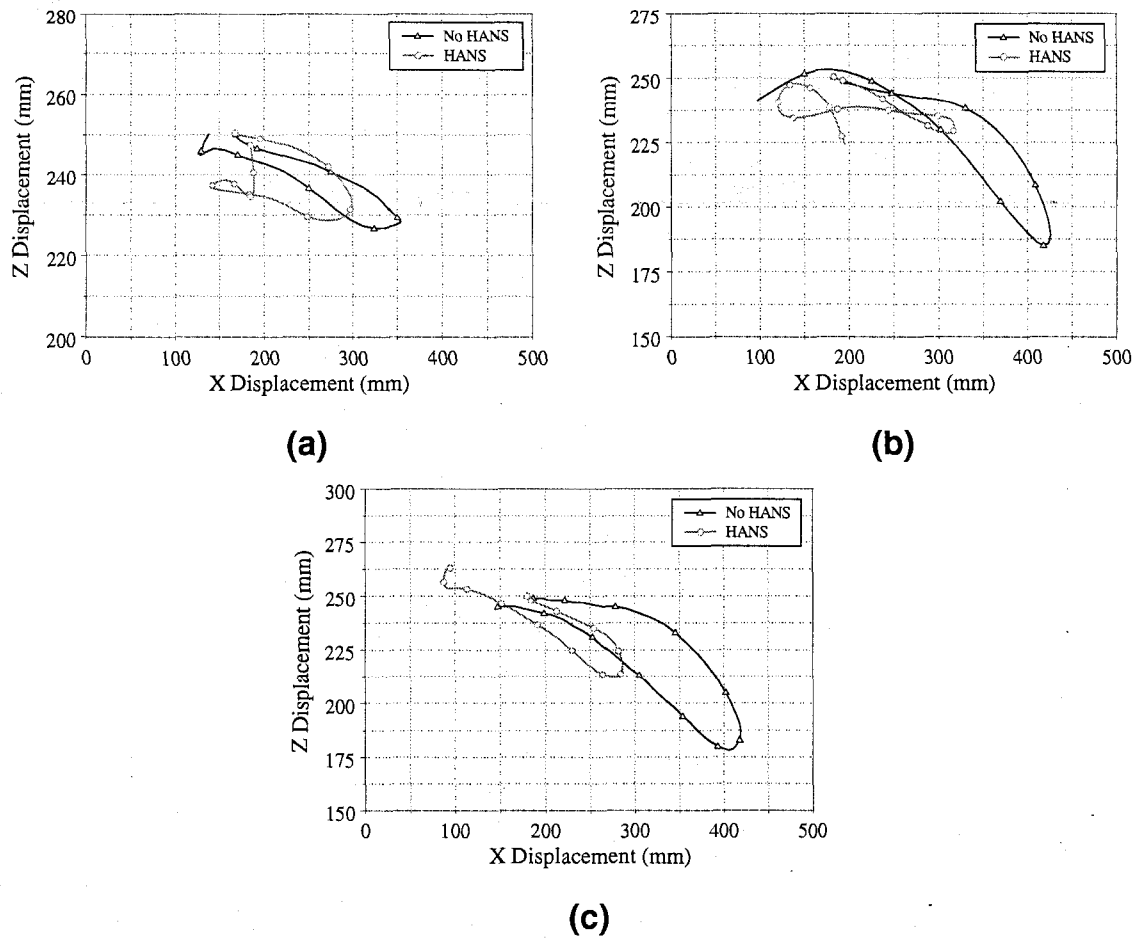 280
260
240
220
200
Z Displacement (mm)
No HANS
HANS
0 100 200 300 400 500
X Displacement (mm)
(a)
275
250
225
200
175
150
Z Displacement (mm)
No HANS
HANS
0 100 200 300 400 500
X Displacement (mm)
(b)
300
275
250
225
200
175
150
Z Displacement (mm)
No HANS
HANS
0 100 200 300 400 500
X Displacement (mm)
(c)